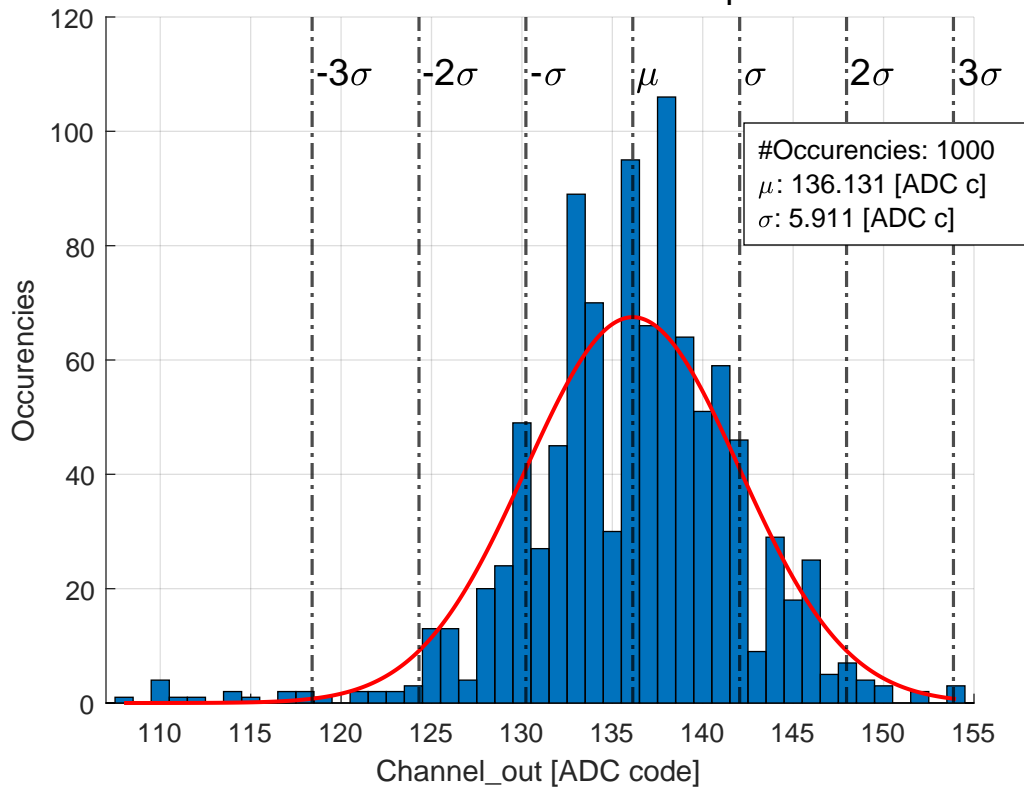 120
100
80
60
40
20
0
Occurencies
-3σ
-2σ
-σ
μ
σ
2σ
3σ
#Occurencies: 1000
μ: 136.131 [ADC c]
σ: 5.911 [ADC c]
110
115
120
125
130
135
140
145
150
155
Channel_out [ADC code]